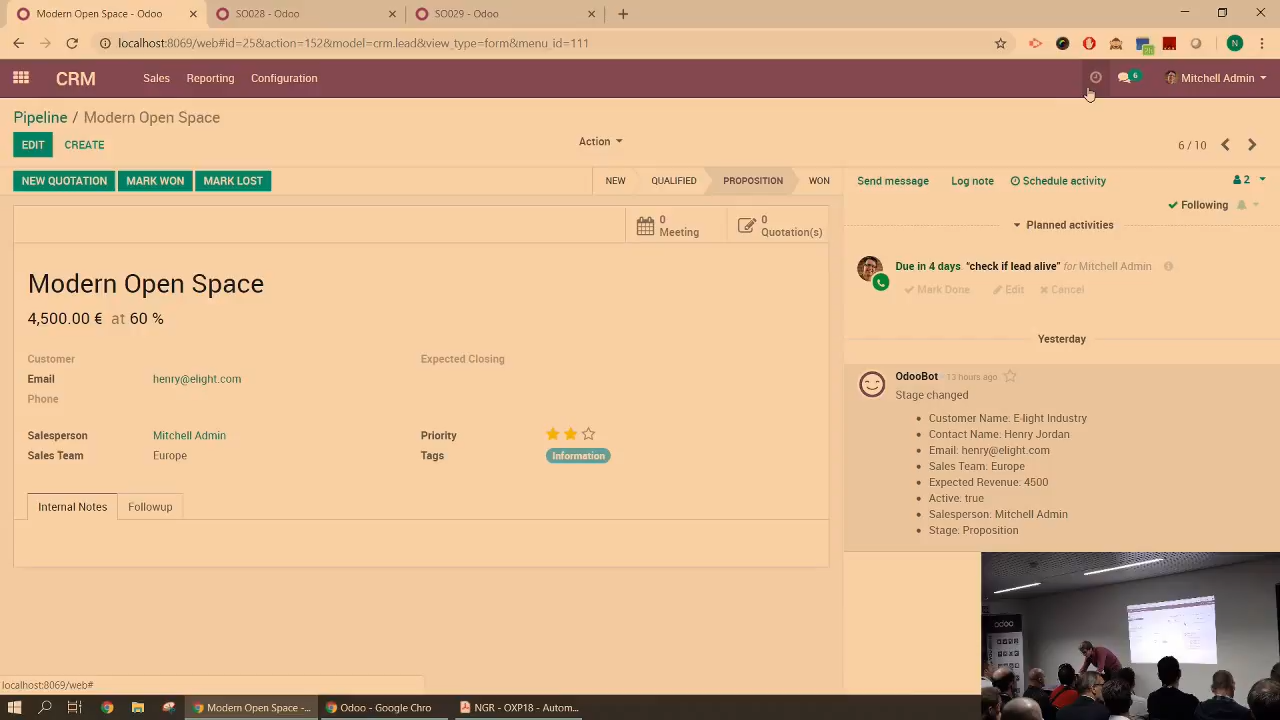 Modern Open Space - Odoo
SO028 - Odoo
SO029 - Odoo
localhost:8069/web#id=25&action=152&model=crm.lead&view_type=form&menu_id=111
N
CRM
Sales
Reporting
Configuration
6
Mitchell Admin
Pipeline / Modern Open Space
EDIT
CREATE
Action
6 / 10
NEW QUOTATION
MARK WON
MARK LOST
NEW
QUALIFIED
PROPOSITION
WON
Send message
Log note
Schedule activity
2
Following
0
Meeting
0
Quotation(s)
Planned activities
Modern Open Space
4,500.00 € at 60 %
Due in 4 days "check if lead alive" for Mitchell Admin
Mark Done
Edit
Cancel
Yesterday
Customer
Email henry@elight.com
Phone
Expected Closing
Salesperson Mitchell Admin
Sales Team Europe
Priority
Tags Information
Internal Notes
Followup
OdooBot - 13 hours ago
Stage changed
Customer Name: E-light Industry
Contact Name: Henry Jordan
Email: henry@elight.com
Sales Team: Europe
Expected Revenue: 4500
Active: true
Salesperson: Mitchell Admin
Stage: Proposition
odoo
localhost:8069/web#
Modern Open Space -...
Odoo - Google Chro...
NGR - OXP18 - Autom...